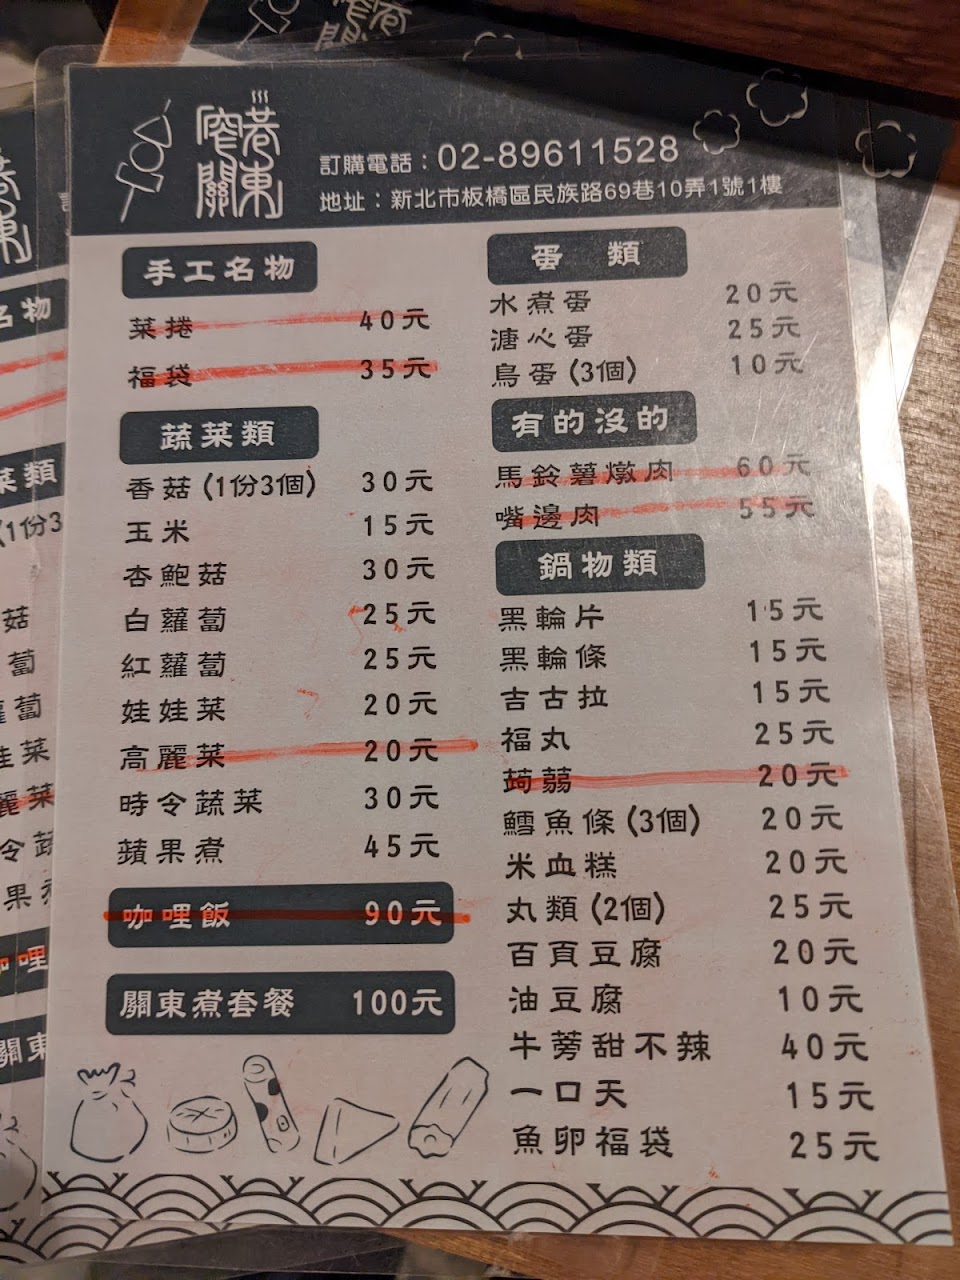 窄巷
關東
訂購電話：02-89611528
地址：新北市板橋區民族路69巷10弄1號1樓
手工名物
菜捲 40元
福袋 35元
蔬菜類
香菇(1份3個) 30元
玉米 15元
杏鮑菇 30元
白蘿蔔 25元
紅蘿蔔 25元
娃娃菜 20元
高麗菜 20元
時令蔬菜 30元
蘋果煮 45元
咖哩飯 90元
關東煮套餐 100元
蛋 類
水煮蛋 20元
溏心蛋 25元
鳥蛋(3個) 10元
有的沒的
馬鈴薯燉肉 60元
嘴邊肉 55元
鍋物類
黑輪片 15元
黑輪條 15元
吉古拉 15元
福丸 25元
蒟蒻 20元
鱈魚條(3個) 20元
米血糕 20元
丸類(2個) 25元
百頁豆腐 20元
油豆腐 10元
牛蒡甜不辣 40元
一口天 15元
魚卵福袋 25元